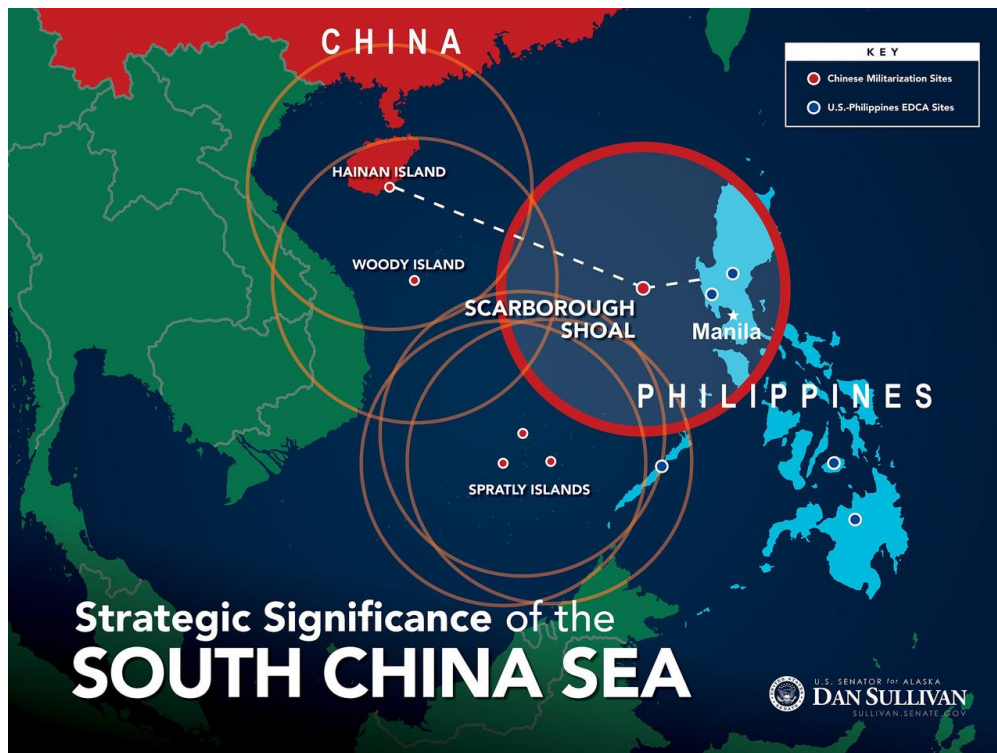 CHINA
KEY
Chinese Militarization Sites
U.S.-Philippines EDCA Sites
HAINAN ISLAND
WOODY ISLAND
SCARBOROUGH
SHOAL
Manila
PHILIPPINES
SPRATLY ISLANDS
Strategic Significance of the
SOUTH CHINA SEA
U.S. SENATOR for ALASKA
DAN SULLIVAN
SULLIVAN.SENATE.GOV